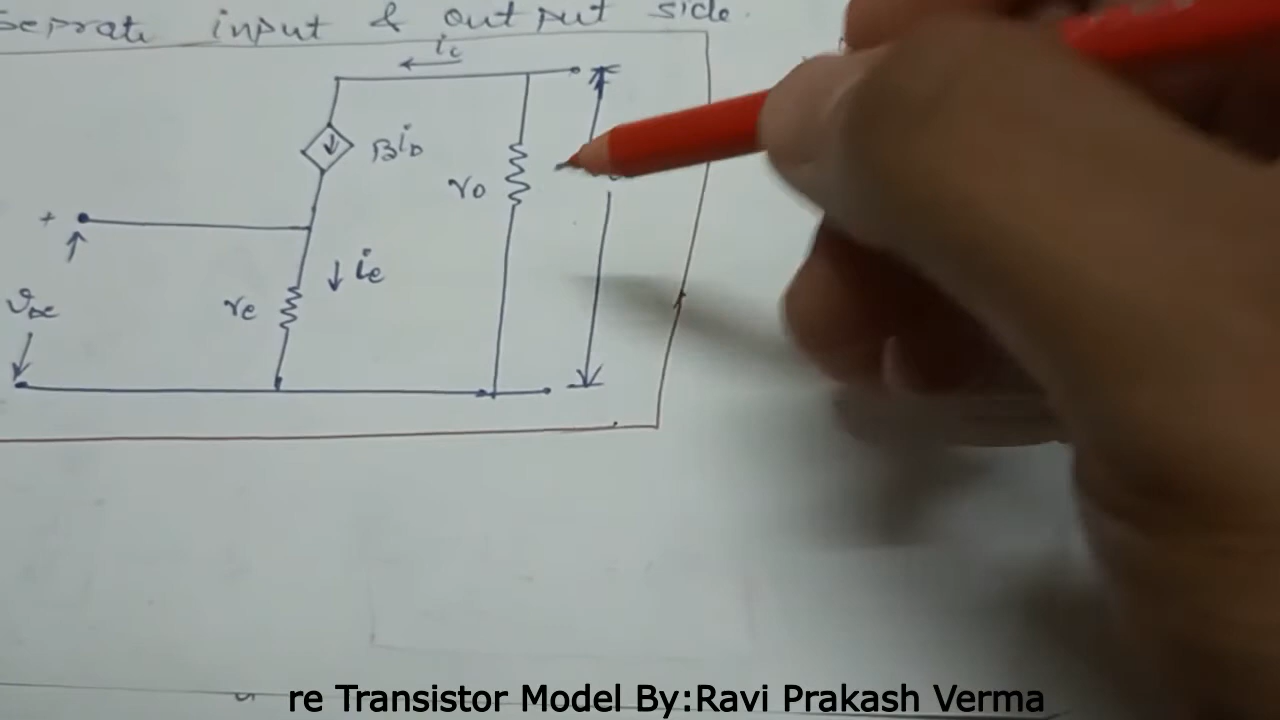 Seprate input & output side.
ic
βib
ro
+
ie
re
vbe
re Transistor Model By:Ravi Prakash Verma